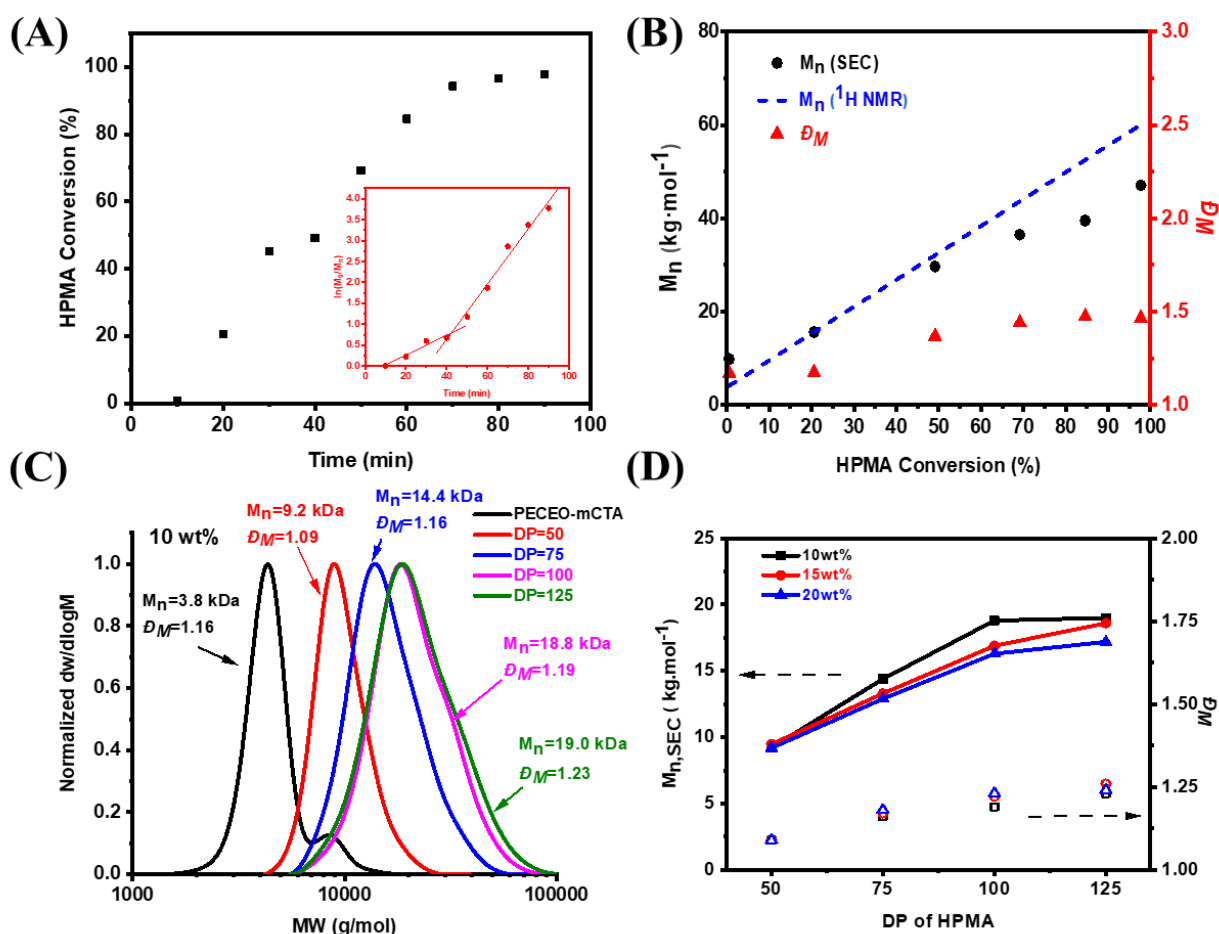 (A)
HPMA Conversion (%)
100
80
60
40
20
0
0 20 40 60 80 100
Time (min)
ln(M₀/Mₙ)
4.0
3.5
3.0
2.5
2.0
1.5
1.0
0.5
0.0
0 20 40 60 80 100
Time (min)
(B)
Mn (kg·mol⁻¹)
80
60
40
20
0
Mn (SEC)
Mn (¹H NMR)
ĐM
3.0
2.5
2.0
1.5
1.0
ĐM
0 10 20 30 40 50 60 70 80 90 100
HPMA Conversion (%)
(C)
Normalized dw/dlogM
1.0
0.8
0.6
0.4
0.2
0.0
10 wt%
Mn=3.8 kDa
ĐM=1.16
Mn=9.2 kDa
ĐM=1.09
Mn=14.4 kDa
ĐM=1.16
PECEO-mCTA
DP=50
DP=75
DP=100
DP=125
Mn=18.8 kDa
ĐM=1.19
Mn=19.0 kDa
ĐM=1.23
1000 10000 100000
MW (g/mol)
(D)
Mn,SEC ( kg.mol⁻¹)
25
20
15
10
5
0
10wt%
15wt%
20wt%
2.00
1.75
1.50
1.25
1.00
ĐM
50 75 100 125
DP of HPMA